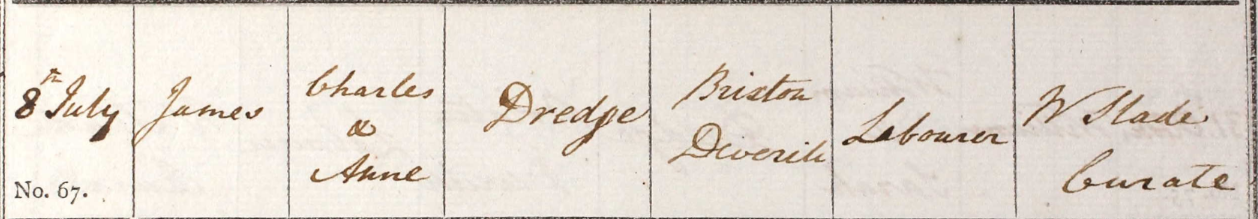 8th July
No. 67.
James
Charles
&
Anne
Dredge
Brixton
Deverill
Labourer
W Slade
Curate